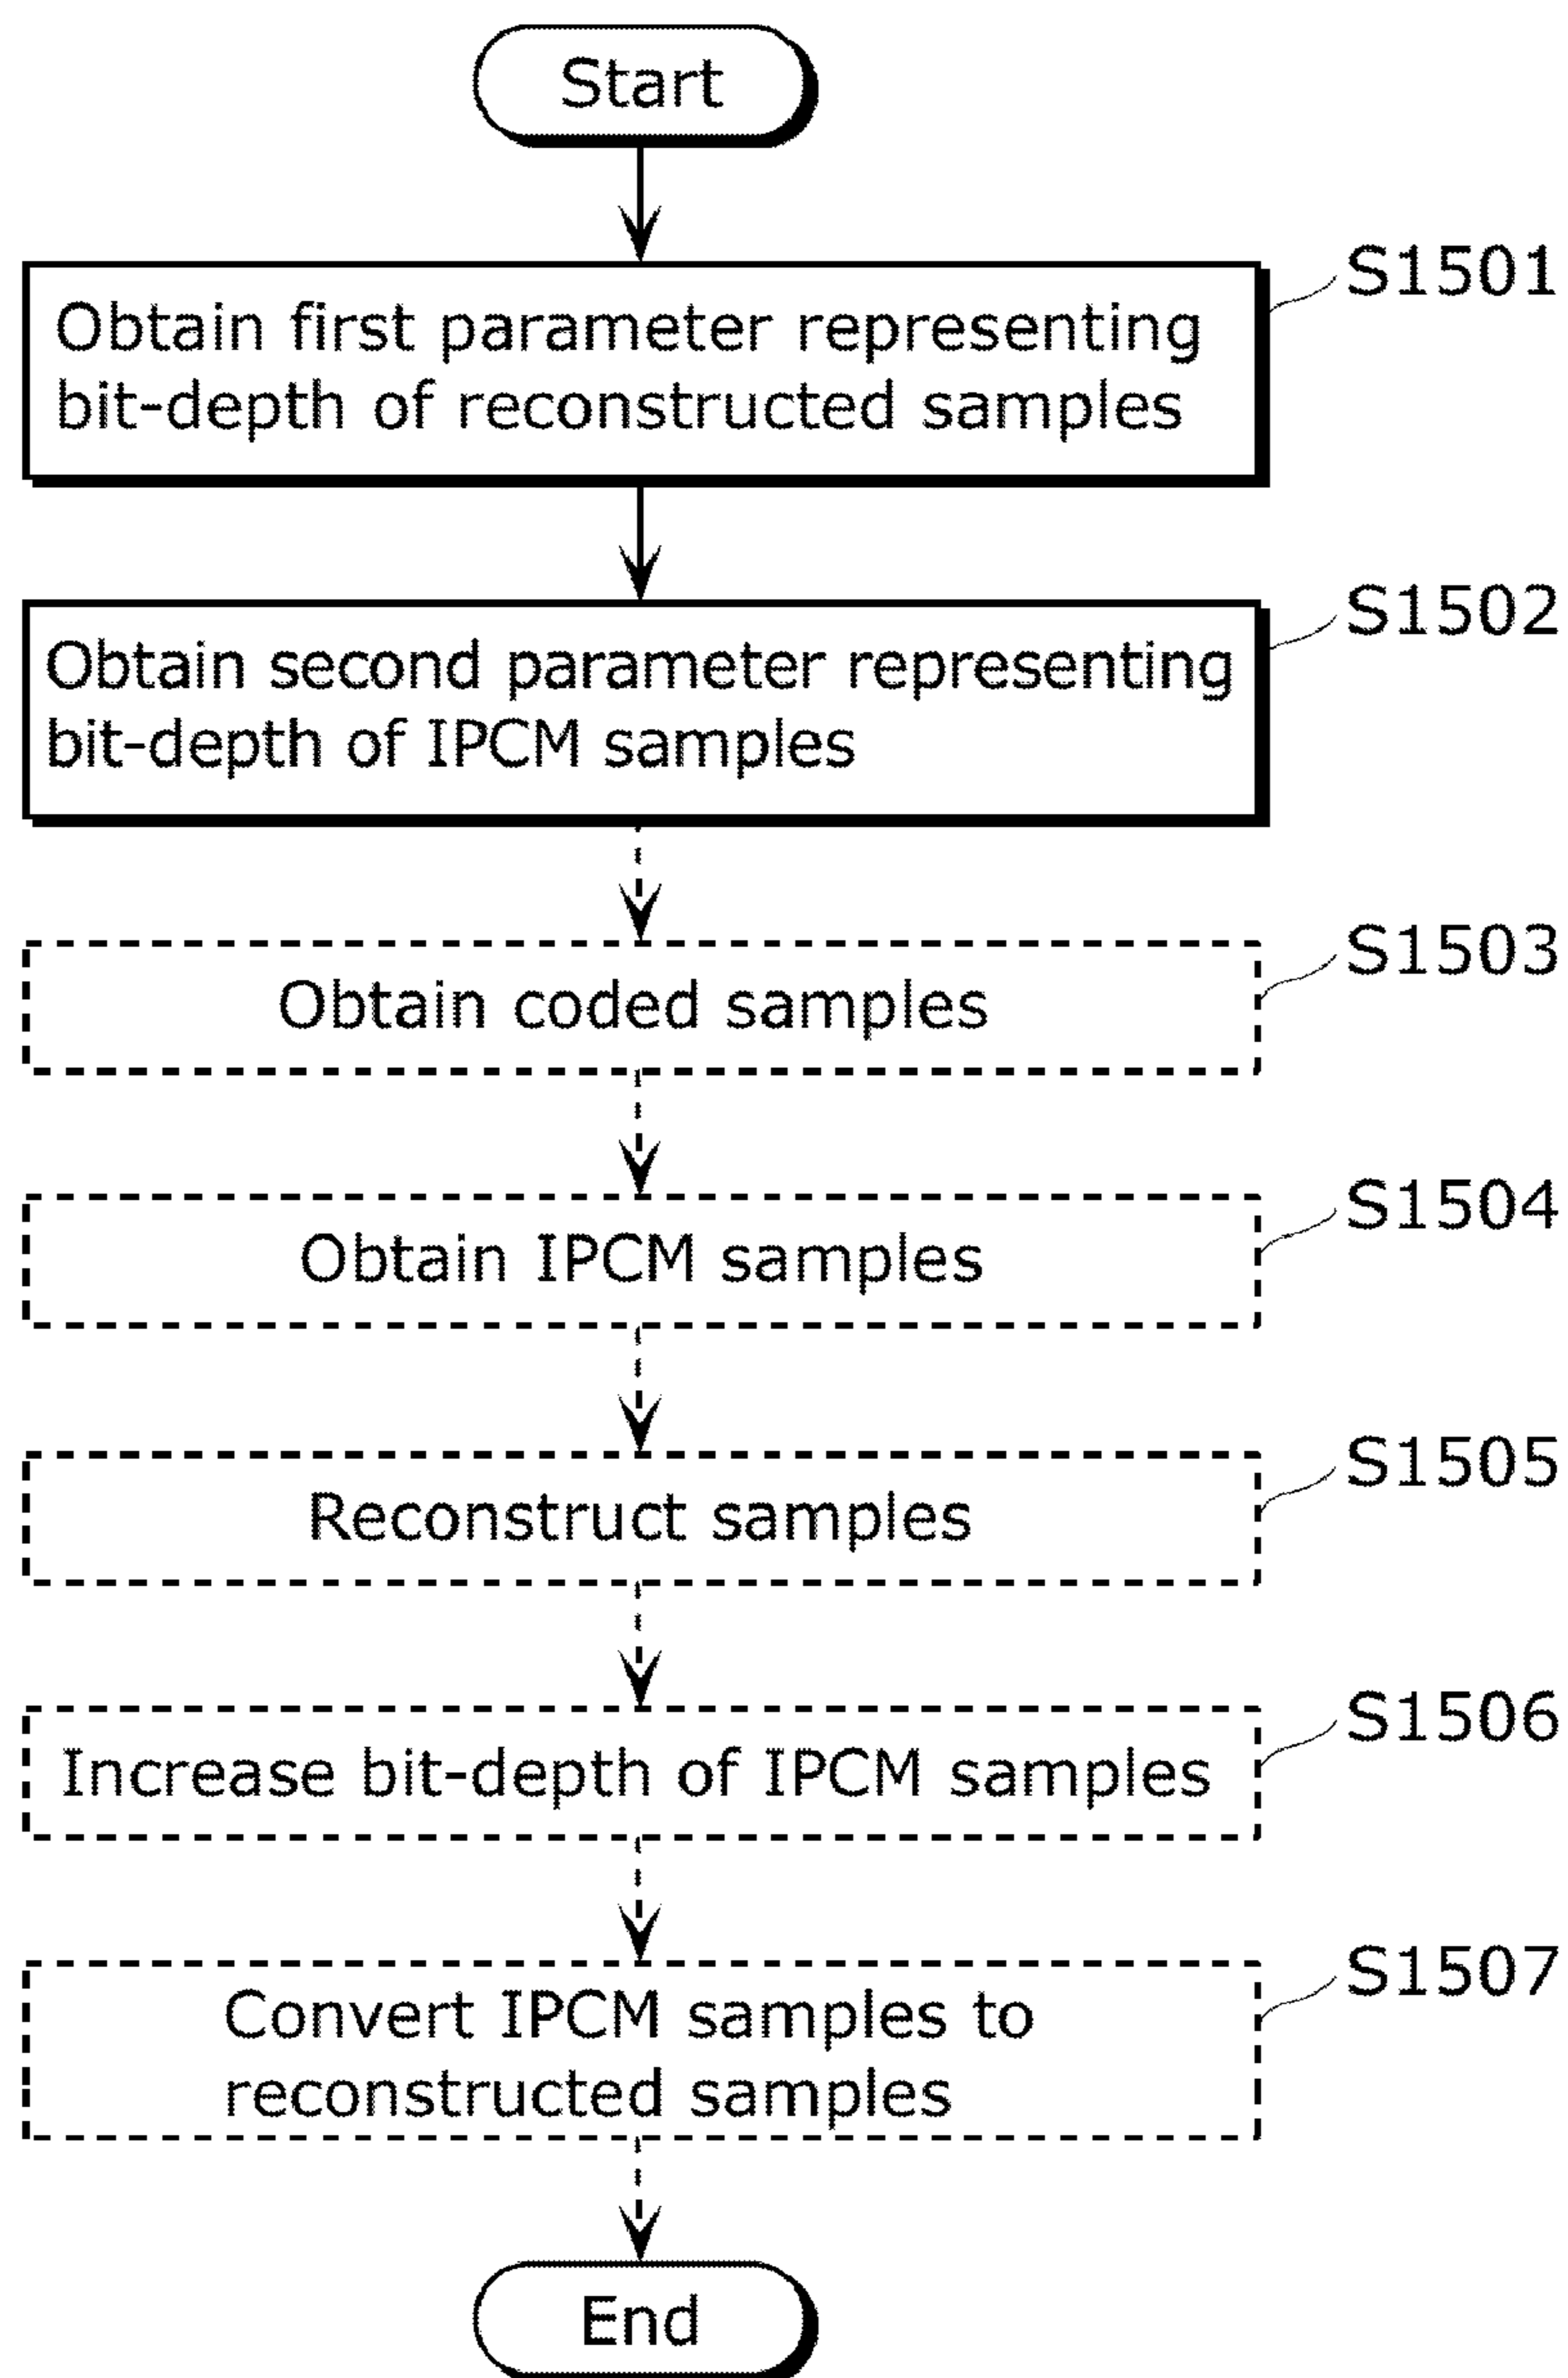 Start
S1501
Obtain first parameter representing
bit-depth of reconstructed samples
S1502
Obtain second parameter representing
bit-depth of IPCM samples
S1503
Obtain coded samples
S1504
Obtain IPCM samples
S1505
Reconstruct samples
S1506
Increase bit-depth of IPCM samples
S1507
Convert IPCM samples to
reconstructed samples
End